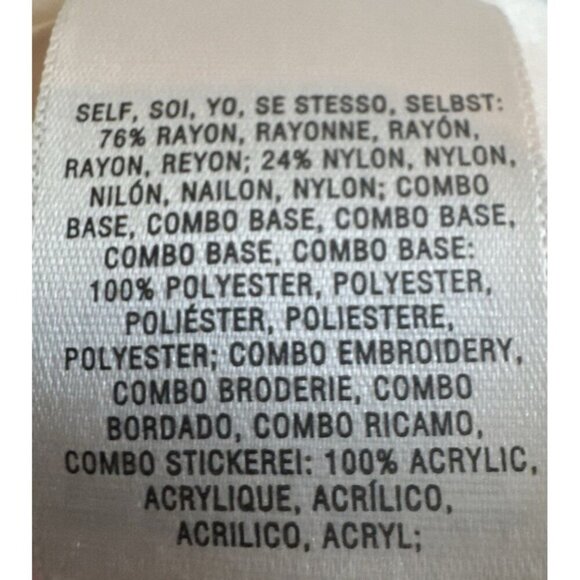 SELF, SOI, YO, SE STESSO, SELBST:
76% RAYON, RAYONNE, RAYÓN,
RAYON, REYON; 24% NYLON, NYLON,
NILÓN, NAILON, NYLON; COMBO
BASE, COMBO BASE, COMBO BASE,
COMBO BASE, COMBO BASE:
100% POLYESTER, POLYESTER,
POLIÉSTER, POLIESTERE,
POLYESTER; COMBO EMBROIDERY,
COMBO BRODERIE, COMBO
BORDADO, COMBO RICAMO,
COMBO STICKEREI: 100% ACRYLIC,
ACRYLIQUE, ACRÍLICO,
ACRILICO, ACRYL;